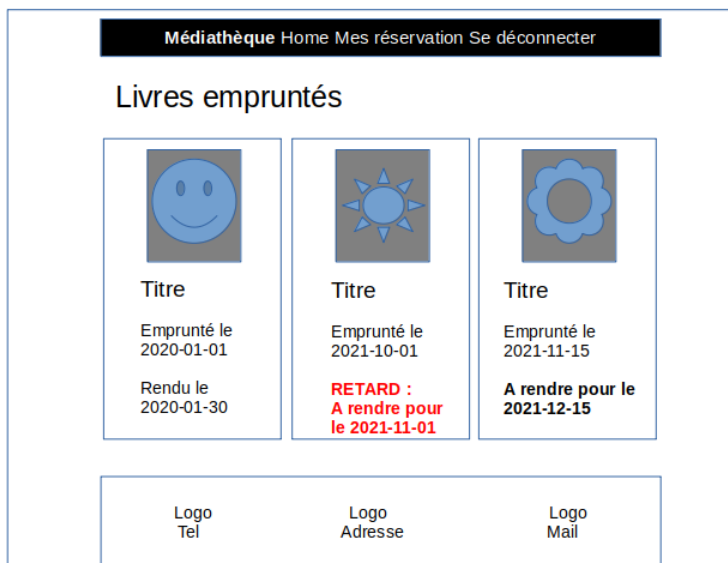 Médiathèque Home Mes réservation Se déconnecter
Livres empruntés
Titre
Emprunté le
2020-01-01
Rendu le
2020-01-30
Titre
Emprunté le
2021-10-01
RETARD :
A rendre pour
le 2021-11-01
Titre
Emprunté le
2021-11-15
A rendre pour le
2021-12-15
Logo
Tel
Logo
Adresse
Logo
Mail